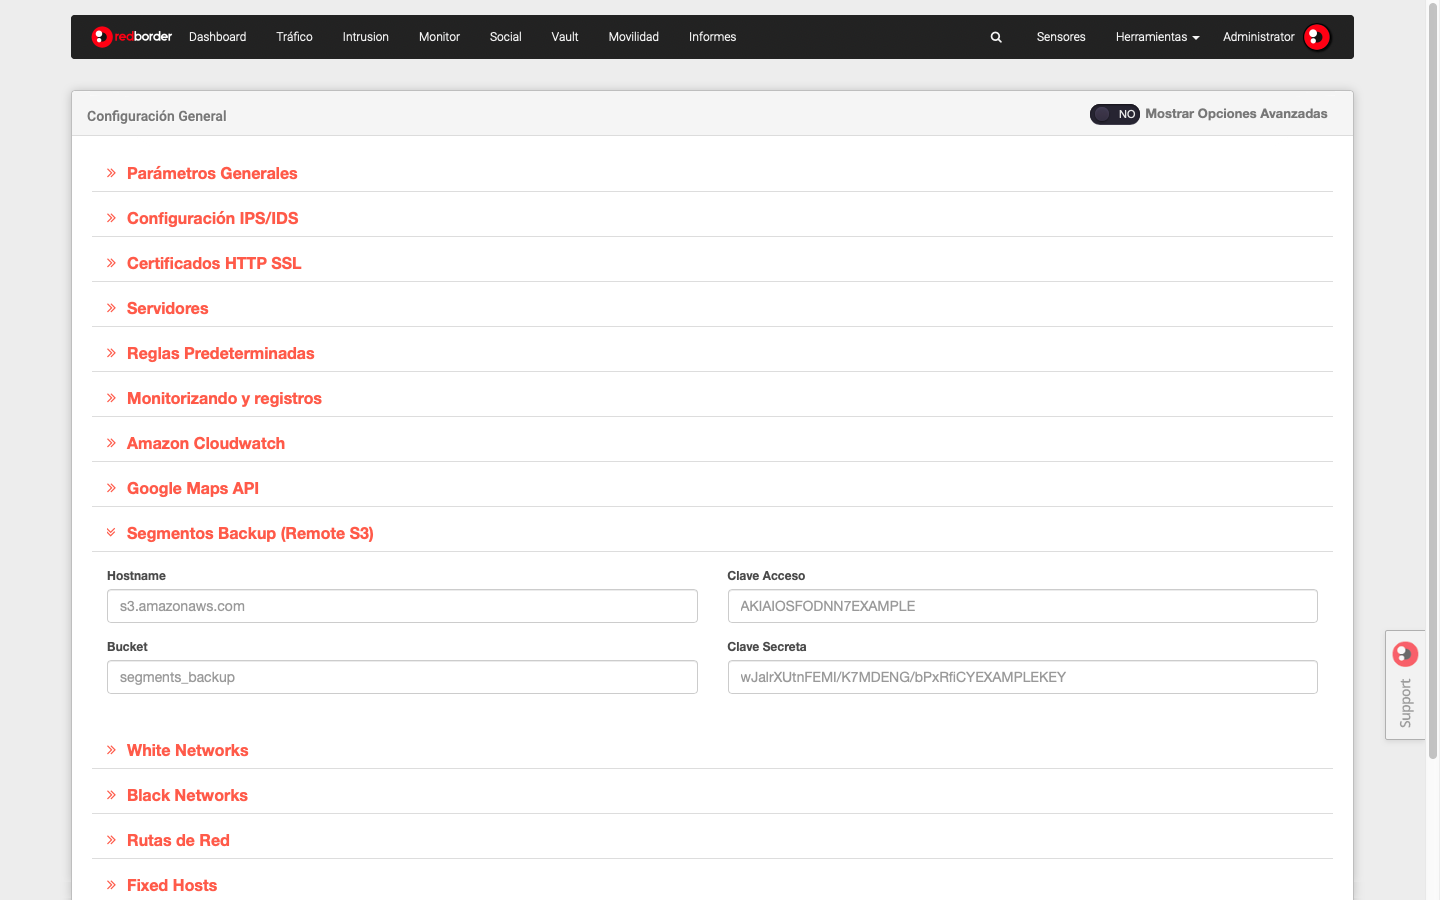 redborder Dashboard Tráfico Intrusion Monitor Social Vault Movilidad Informes Sensores Herramientas Administrator
Configuración General NO Mostrar Opciones Avanzadas
Parámetros Generales
Configuración IPS/IDS
Certificados HTTP SSL
Servidores
Reglas Predeterminadas
Monitorizando y registros
Amazon Cloudwatch
Google Maps API
Segmentos Backup (Remote S3)
Hostname Clave Acceso
s3.amazonaws.com AKIAIOSFODNN7EXAMPLE
Bucket Clave Secreta
segments_backup wJalrXUtnFEMI/K7MDENG/bPxRfiCYEXAMPLEKEY
Support
White Networks
Black Networks
Rutas de Red
Fixed Hosts